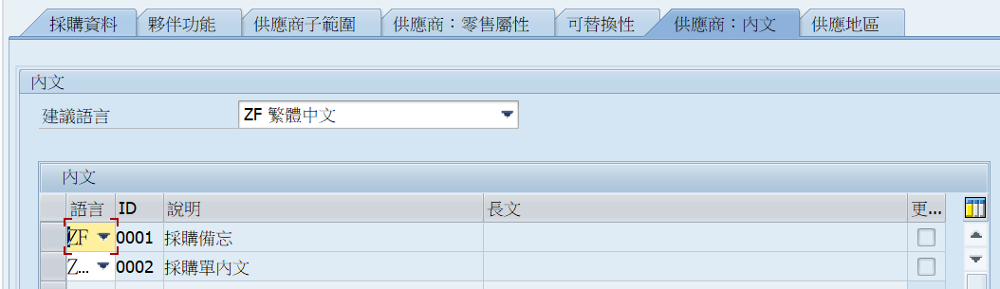 採購資料 夥伴功能 供應商子範圍 供應商：零售屬性 可替換性 供應商：內文 供應地區
內文
建議語言 ZF 繁體中文
內文
語言 ID 說明 長文 更...
ZF 0001 採購備忘
Z... 0002 採購單內文